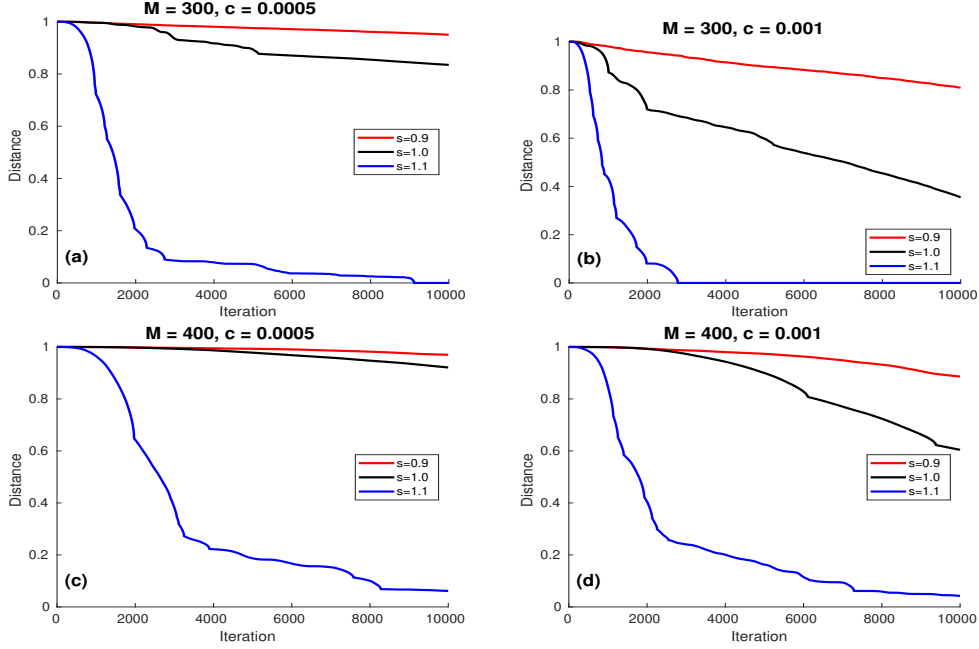 M = 300, c = 0.0005
1
0.8
0.6
0.4
0.2
0
Distance
s=0.9
s=1.0
s=1.1
(a)
0 2000 4000 6000 8000 10000
Iteration
M = 300, c = 0.001
1
0.8
0.6
0.4
0.2
0
Distance
s=0.9
s=1.0
s=1.1
(b)
0 2000 4000 6000 8000 10000
Iteration
M = 400, c = 0.0005
1
0.8
0.6
0.4
0.2
0
Distance
s=0.9
s=1.0
s=1.1
(c)
0 2000 4000 6000 8000 10000
Iteration
M = 400, c = 0.001
1
0.8
0.6
0.4
0.2
0
Distance
s=0.9
s=1.0
s=1.1
(d)
0 2000 4000 6000 8000 10000
Iteration